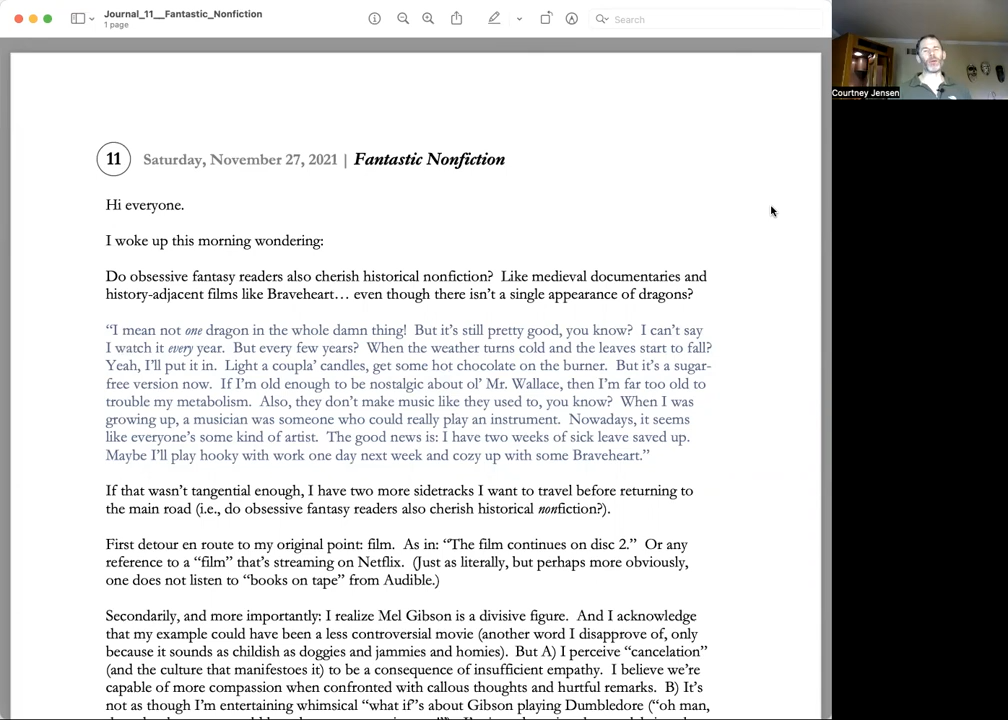 Journal_11__Fantastic_Nonfiction
1 page
Search
Courtney Jensen
11 Saturday, November 27, 2021 | Fantastic Nonfiction
Hi everyone.
I woke up this morning wondering:
Do obsessive fantasy readers also cherish historical nonfiction? Like medieval documentaries and
history-adjacent films like Braveheart… even though there isn’t a single appearance of dragons?
“I mean not one dragon in the whole damn thing! But it’s still pretty good, you know? I can’t say
I watch it every year. But every few years? When the weather turns cold and the leaves start to fall?
Yeah, I’ll put it in. Light a coupla’ candles, get some hot chocolate on the burner. But it’s a sugar-
free version now. If I’m old enough to be nostalgic about ol’ Mr. Wallace, then I’m far too old to
trouble my metabolism. Also, they don’t make music like they used to, you know? When I was
growing up, a musician was someone who could really play an instrument. Nowadays, it seems
like everyone’s some kind of artist. The good news is: I have two weeks of sick leave saved up.
Maybe I’ll play hooky with work one day next week and cozy up with some Braveheart.”
If that wasn’t tangential enough, I have two more sidetracks I want to travel before returning to
the main road (i.e., do obsessive fantasy readers also cherish historical nonfiction?).
First detour en route to my original point: film. As in: “The film continues on disc 2.” Or any
reference to a “film” that’s streaming on Netflix. (Just as literally, but perhaps more obviously,
one does not listen to “books on tape” from Audible.)
Secondarily, and more importantly: I realize Mel Gibson is a divisive figure. And I acknowledge
that my example could have been a less controversial movie (another word I disapprove of, only
because it sounds as childish as doggies and jammies and homies). But A) I perceive “cancelation”
(and the culture that manifestoes it) to be a consequence of insufficient empathy. I believe we’re
capable of more compassion when confronted with callous thoughts and hurtful remarks. B) It’s
not as though I’m entertaining whimsical “what if”s about Gibson playing Dumbledore (“oh man,